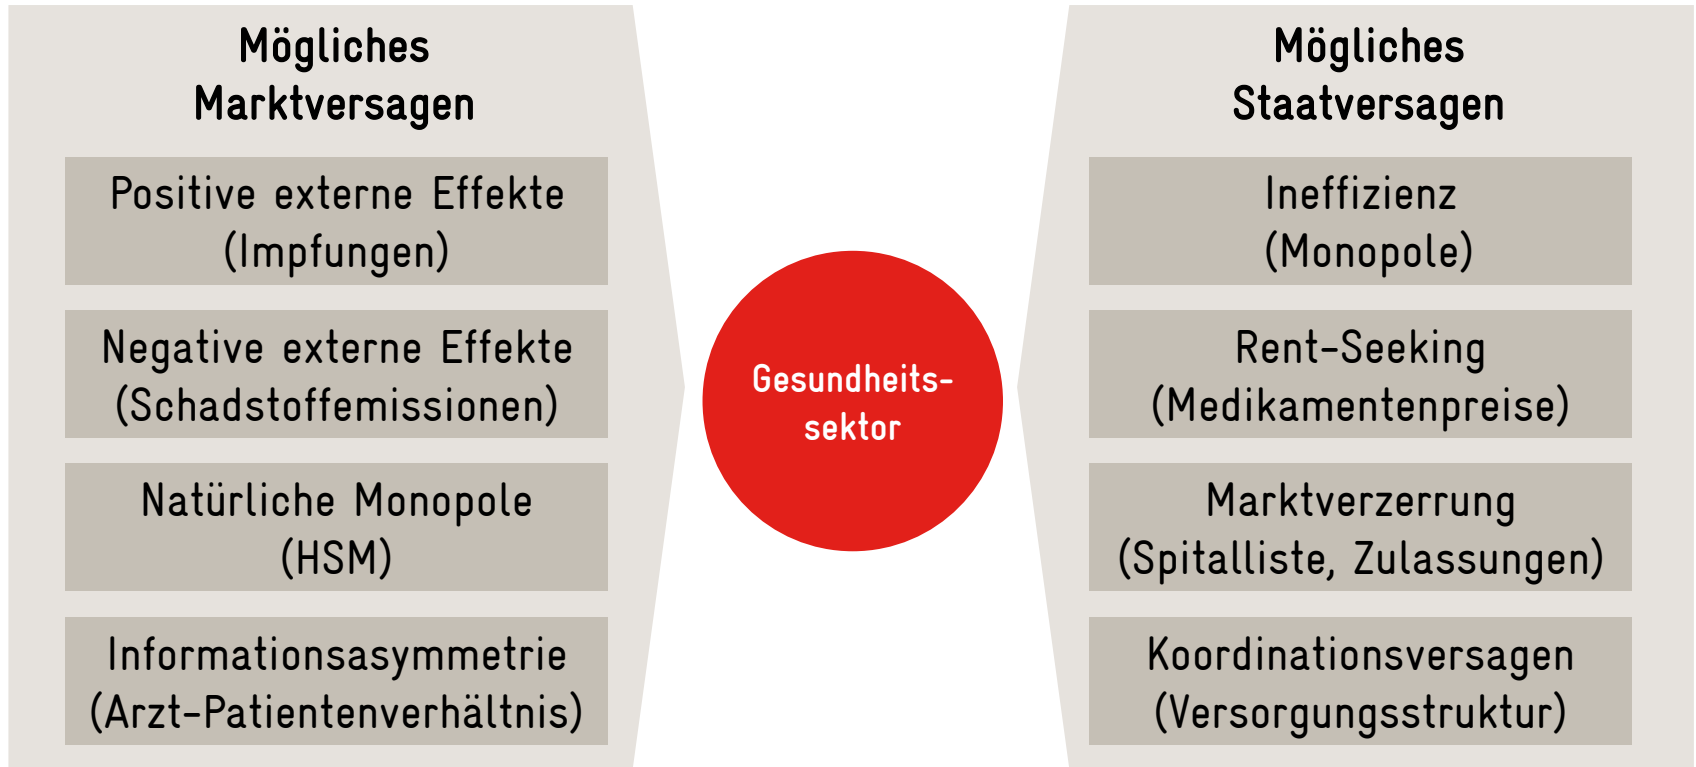 Mögliches
Marktversagen
Positive externe Effekte
(Impfungen)
Negative externe Effekte
(Schadstoffemissionen)
Natürliche Monopole
(HSM)
Informationsasymmetrie
(Arzt-Patientenverhältnis)
Gesundheits-
sektor
Mögliches
Staatversagen
Ineffizienz
(Monopole)
Rent-Seeking
(Medikamentenpreise)
Marktverzerrung
(Spitalliste, Zulassungen)
Koordinationsversagen
(Versorgungsstruktur)